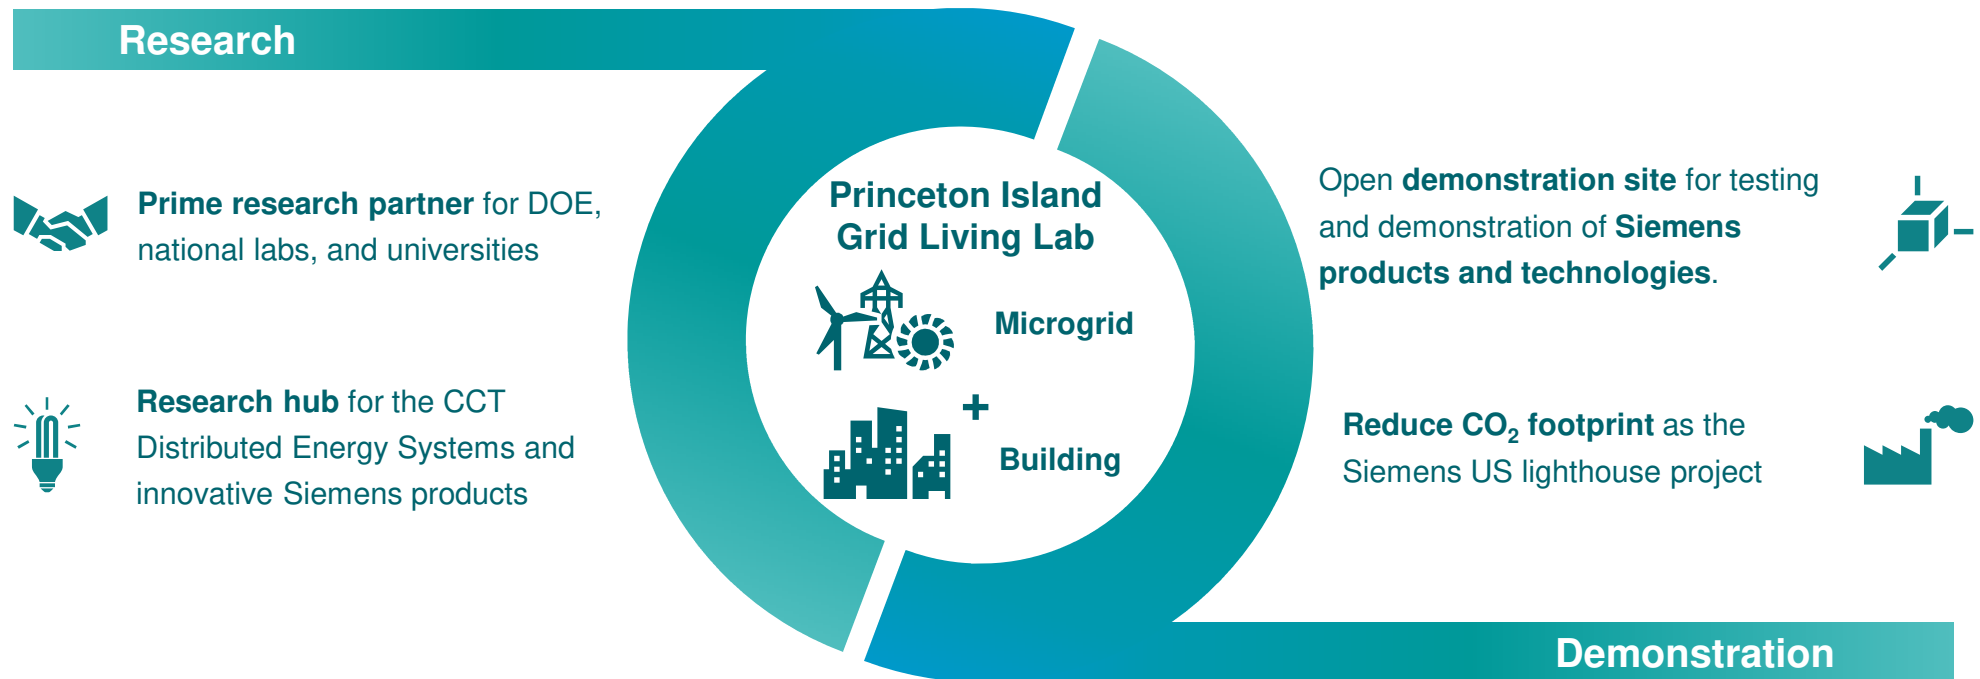 Research
Prime research partner for DOE,
national labs, and universities
Research hub for the CCT
Distributed Energy Systems and
innovative Siemens products
Princeton Island
Grid Living Lab
Microgrid
+
Building
Open demonstration site for testing
and demonstration of Siemens
products and technologies.
Reduce CO₂ footprint as the
Siemens US lighthouse project
Demonstration